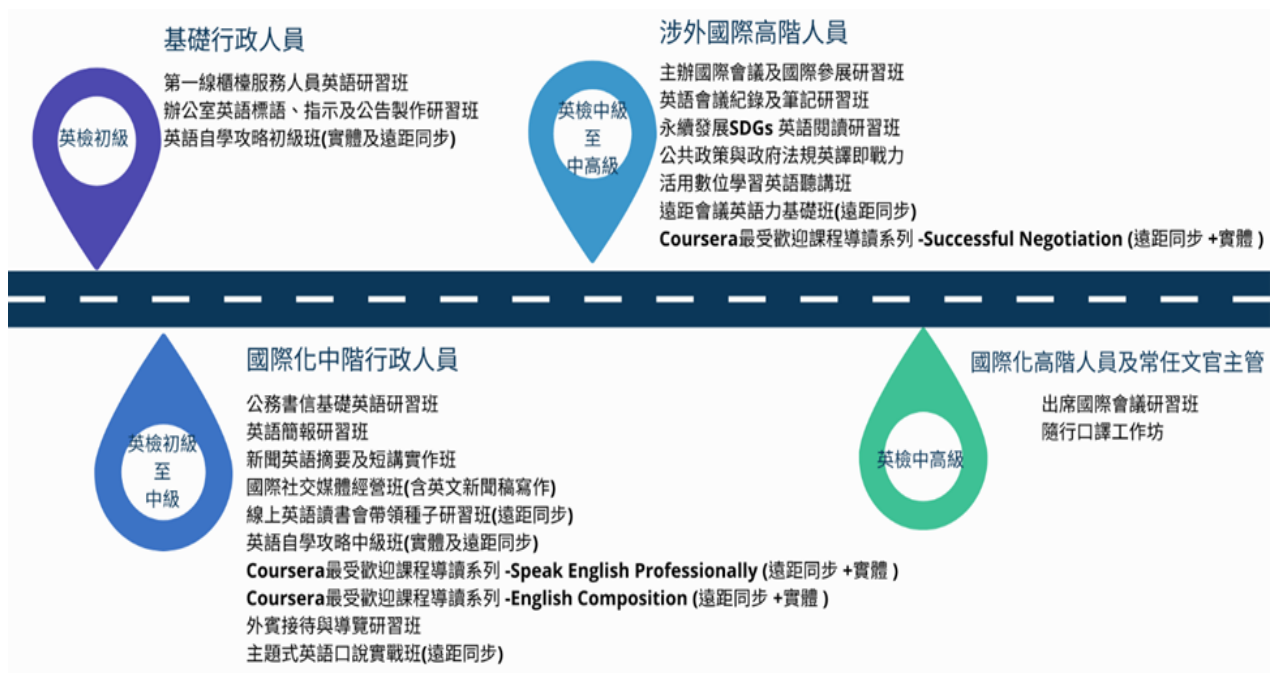 基礎行政人員
英檢初級
第一線櫃檯服務人員英語研習班
辦公室英語標語、指示及公告製作研習班
英語自學攻略初級班(實體及遠距同步)
涉外國際高階人員
英檢中級
至
中高級
主辦國際會議及國際參展研習班
英語會議紀錄及筆記研習班
永續發展SDGs 英語閱讀研習班
公共政策與政府法規英譯即戰力
活用數位學習英語聽講班
遠距會議英語力基礎班(遠距同步)
Coursera最受歡迎課程導讀系列 -Successful Negotiation (遠距同步 +實體 )
國際化中階行政人員
英檢初級
至
中級
公務書信基礎英語研習班
英語簡報研習班
新聞英語摘要及短講實作班
國際社交媒體經營班(含英文新聞稿寫作)
線上英語讀書會帶領種子研習班(遠距同步)
英語自學攻略中級班(實體及遠距同步)
Coursera最受歡迎課程導讀系列 -Speak English Professionally (遠距同步 +實體 )
Coursera最受歡迎課程導讀系列 -English Composition (遠距同步 +實體 )
外賓接待與導覽研習班
主題式英語口說實戰班(遠距同步)
國際化高階人員及常任文官主管
英檢中高級
出席國際會議研習班
隨行口譯工作坊